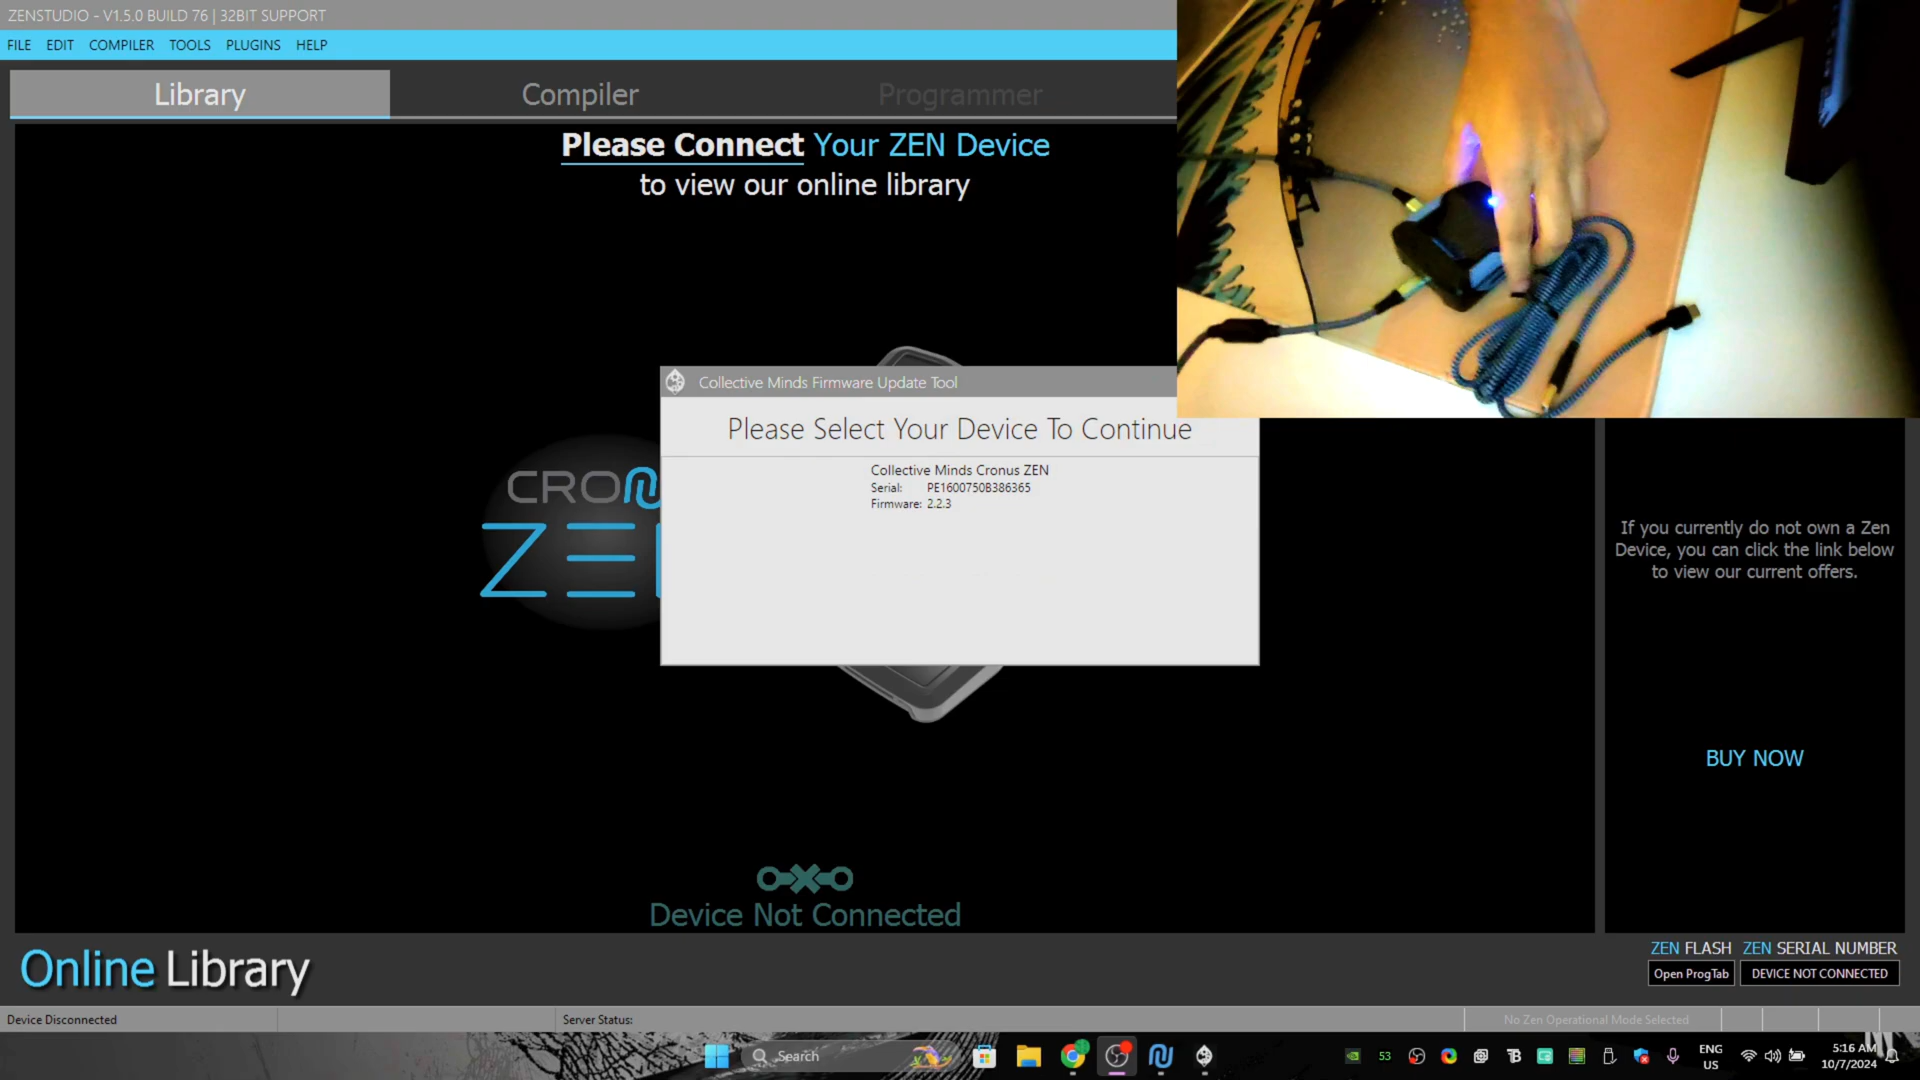 ZENSTUDIO - V1.5.0 BUILD 76 | 32BIT SUPPORT
FILE EDIT COMPILER TOOLS PLUGINS HELP
Library Compiler Programmer
Please Connect Your ZEN Device
to view our online library
Collective Minds Firmware Update Tool
Please Select Your Device To Continue
Collective Minds Cronus ZEN
Serial: PE1600750B386365
Firmware: 2.2.3
CRON
ZEN
If you currently do not own a Zen
Device, you can click the link below
to view our current offers.
BUY NOW
Device Not Connected
Online Library
ZEN FLASH ZEN SERIAL NUMBER
Open ProgTab DEVICE NOT CONNECTED
Device Disconnected Server Status: No Zen Operational Mode Selected
Search
53
ENG
US
5:16 AM
10/7/2024